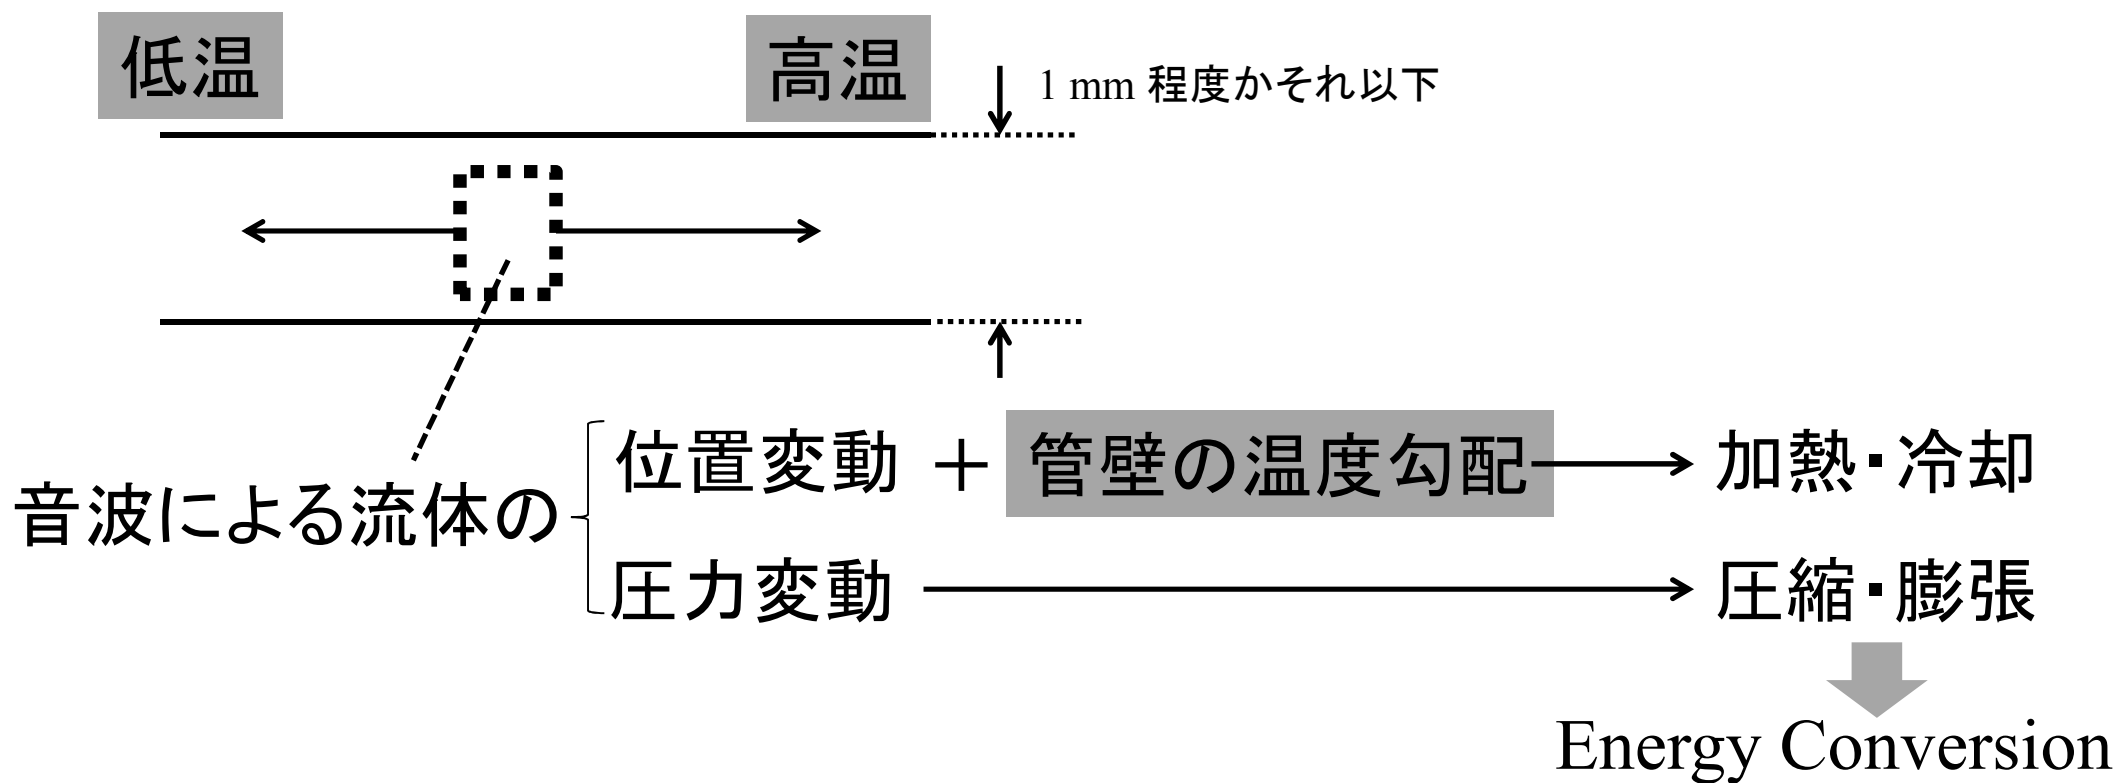 低温
高温
1 mm 程度かそれ以下
位置変動 + 管壁の温度勾配
加熱・冷却
音波による流体の
圧力変動
圧縮・膨張
Energy Conversion